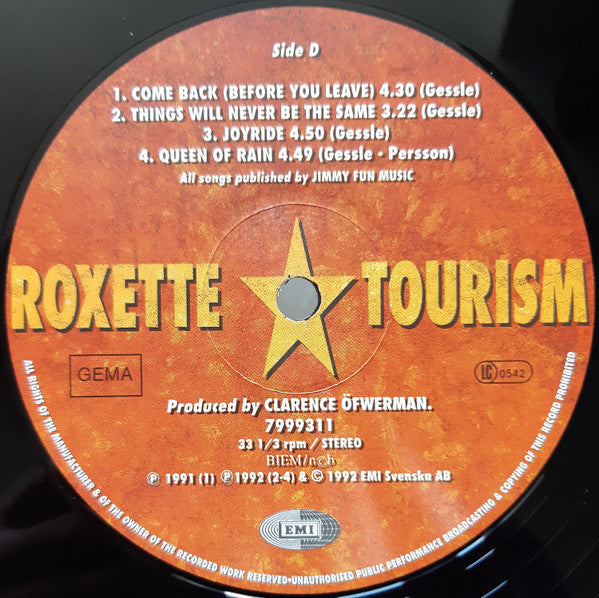 Side D
1. COME BACK (BEFORE YOU LEAVE) 4.30 (Gessle)
2. THINGS WILL NEVER BE THE SAME 3.22 (Gessle)
3. JOYRIDE 4.50 (Gessle)
4. QUEEN OF RAIN 4.49 (Gessle • Persson)
All songs published by JIMMY FUN MUSIC
ROXETTE TOURISM
GEMA
LC 0542
Produced by CLARENCE ÖFWERMAN.
7999311
33 1/3 rpm / STEREO
BIEM/n©b
℗ 1991 (1) ℗ 1992 (2-4) & © 1992 EMI Svenska AB
EMI
ALL RIGHTS OF THE MANUFACTURER & OF THE OWNER OF THE RECORDED WORK RESERVED•UNAUTHORISED PUBLIC PERFORMANCE BROADCASTING & COPYING OF THIS RECORD PROHIBITED